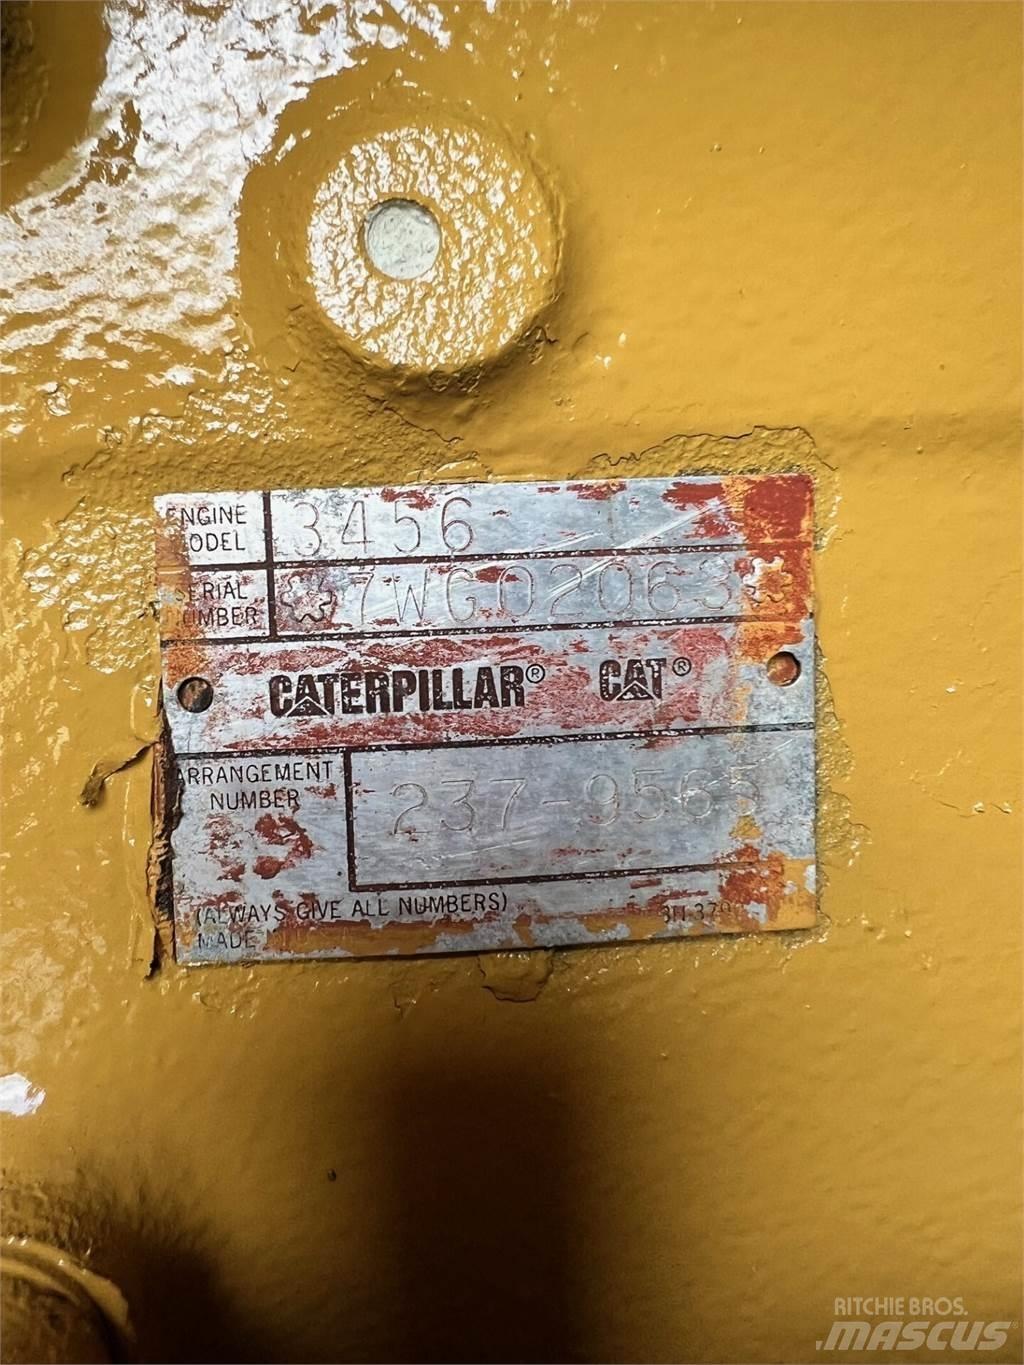 ENGINE
MODEL
3456
SERIAL
NUMBER
7WG02063
CATERPILLAR® CAT®
ARRANGEMENT
NUMBER
237-9565
(ALWAYS GIVE ALL NUMBERS)
MADE
RITCHIE BROS.
MASCUS